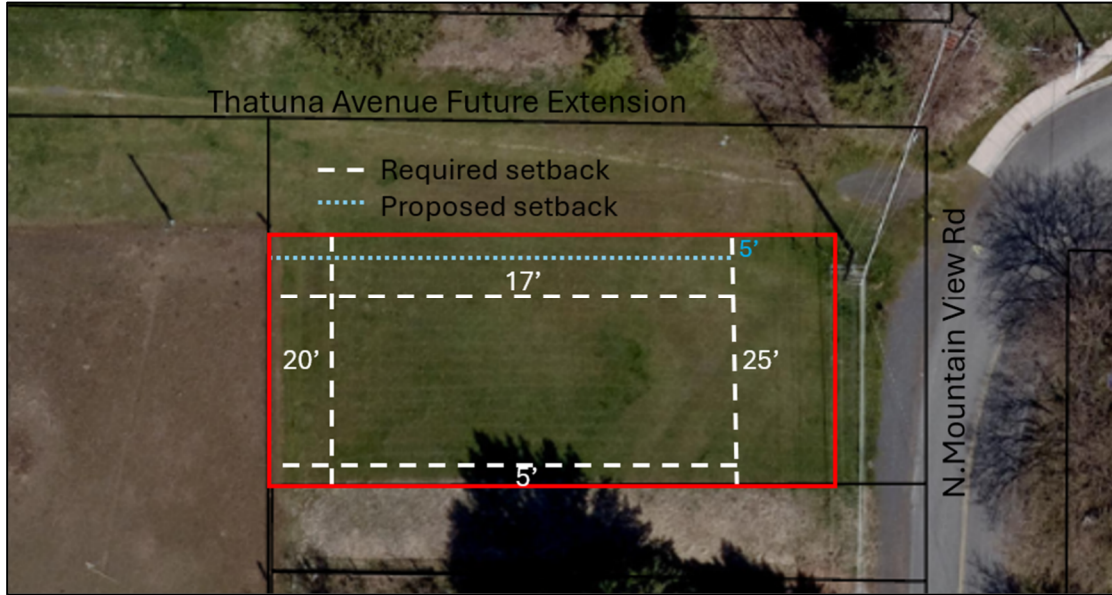 Thatuna Avenue Future Extension
Required setback
Proposed setback
5’
17’
20’
25’
5’
N.Mountain View Rd